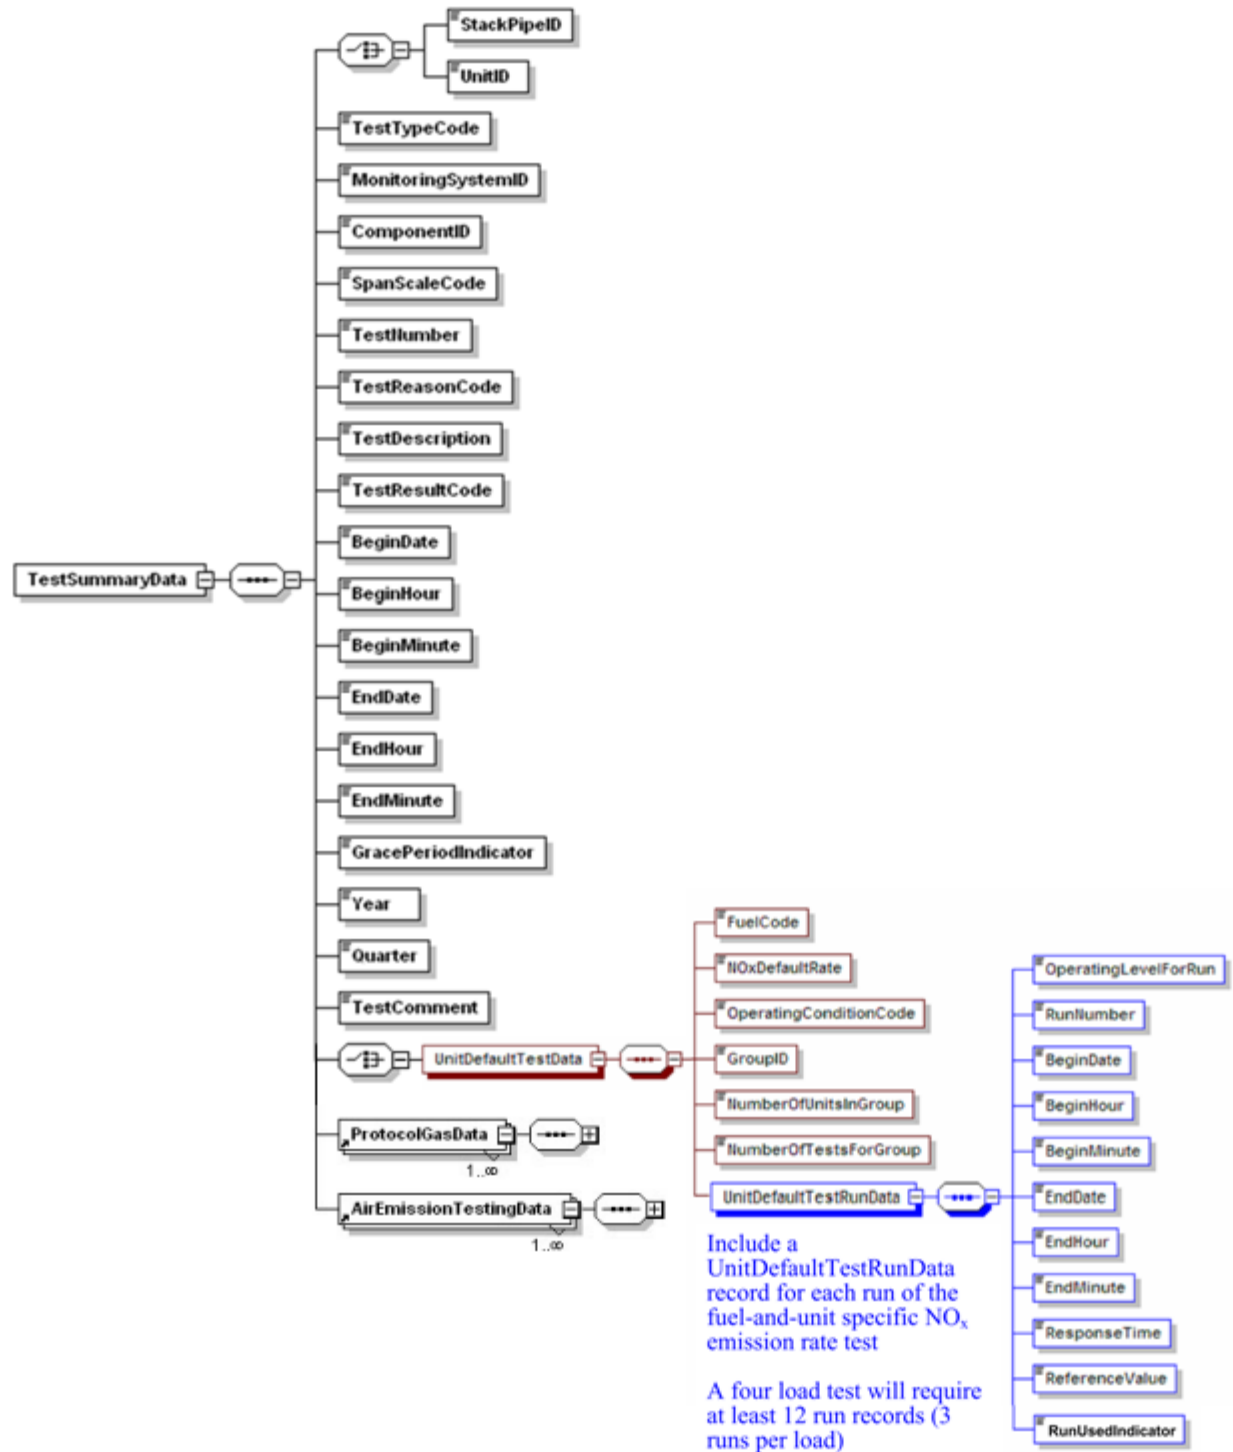 StackPipeID
UnitID
TestTypeCode
MonitoringSystemID
ComponentID
SpanScaleCode
TestNumber
TestReasonCode
TestDescription
TestResultCode
BeginDate
TestSummaryData
BeginHour
BeginMinute
EndDate
EndHour
EndMinute
GracePeriodIndicator
Year
Quarter
TestComment
UnitDefaultTestData
ProtocolGasData
1..∞
AirEmissionTestingData
1..∞
FuelCode
NOxDefaultRate
OperatingConditionCode
GroupID
NumberOfUnitsInGroup
NumberOfTestsForGroup
UnitDefaultTestRunData
Include a
UnitDefaultTestRunData
record for each run of the
fuel-and-unit specific NOₓ
emission rate test
A four load test will require
at least 12 run records (3
runs per load)
OperatingLevelForRun
RunNumber
BeginDate
BeginHour
BeginMinute
EndDate
EndHour
EndMinute
ResponseTime
ReferenceValue
RunUsedIndicator